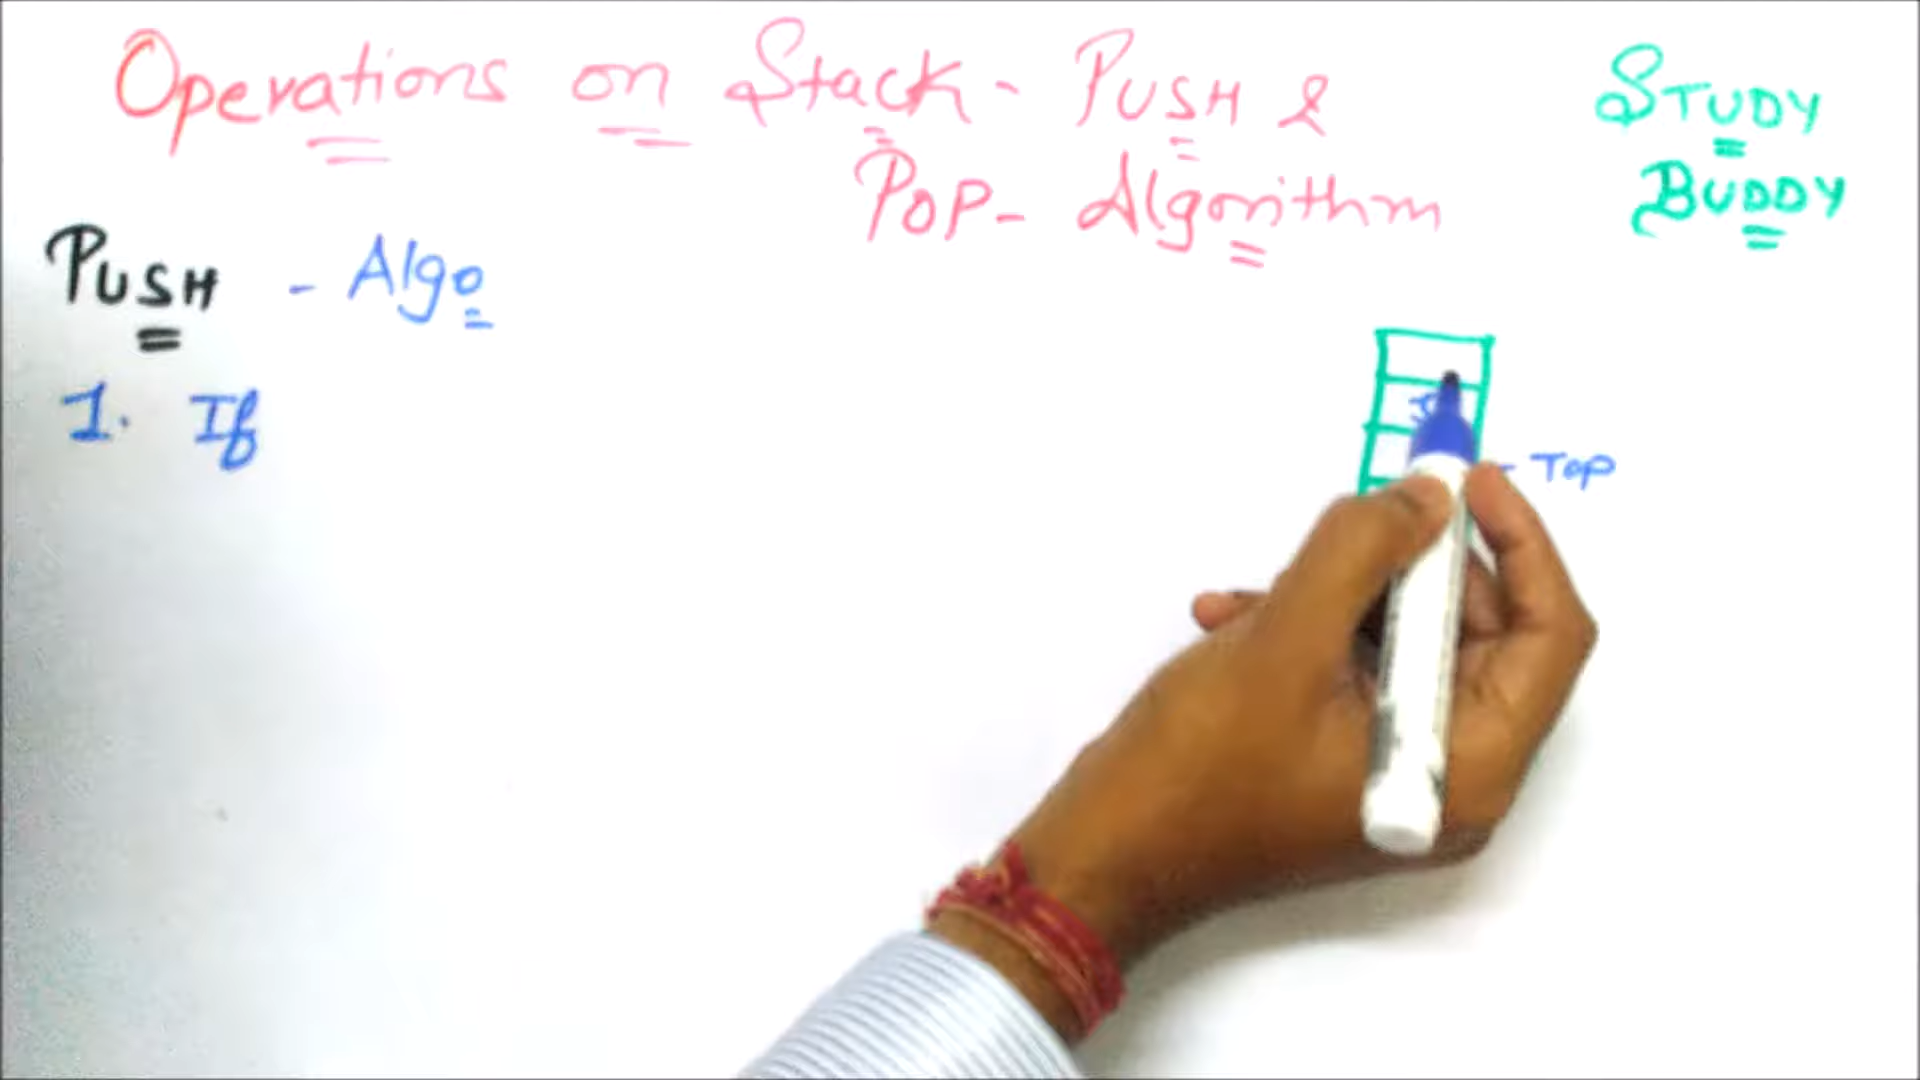 Operations on Stack - PUSH &
POP - Algorithm
STUDY
BUDDY
PUSH - Algo
1. If
- TOP